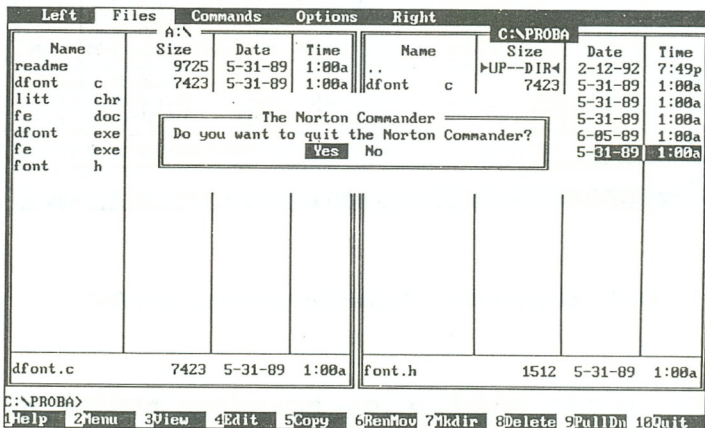 Left Files Commands Options Right
A:\ C:\PROBA
Name Size Date Time Name Size Date Time
readme 9725 5-31-89 1:00a .. ►UP--DIR◄ 2-12-92 7:49p
dfont c 7423 5-31-89 1:00a dfont c 7423 5-31-89 1:00a
litt chr 5-31-89 1:00a
fe doc The Norton Commander 5-31-89 1:00a
dfont exe Do you want to quit the Norton Commander? 6-05-89 1:00a
fe exe Yes No 5-31-89 1:00a
font h
dfont.c 7423 5-31-89 1:00a font.h 1512 5-31-89 1:00a
C:\PROBA>
1Help 2Menu 3View 4Edit 5Copy 6RenMov 7Mkdir 8Delete 9PullDn 10Quit